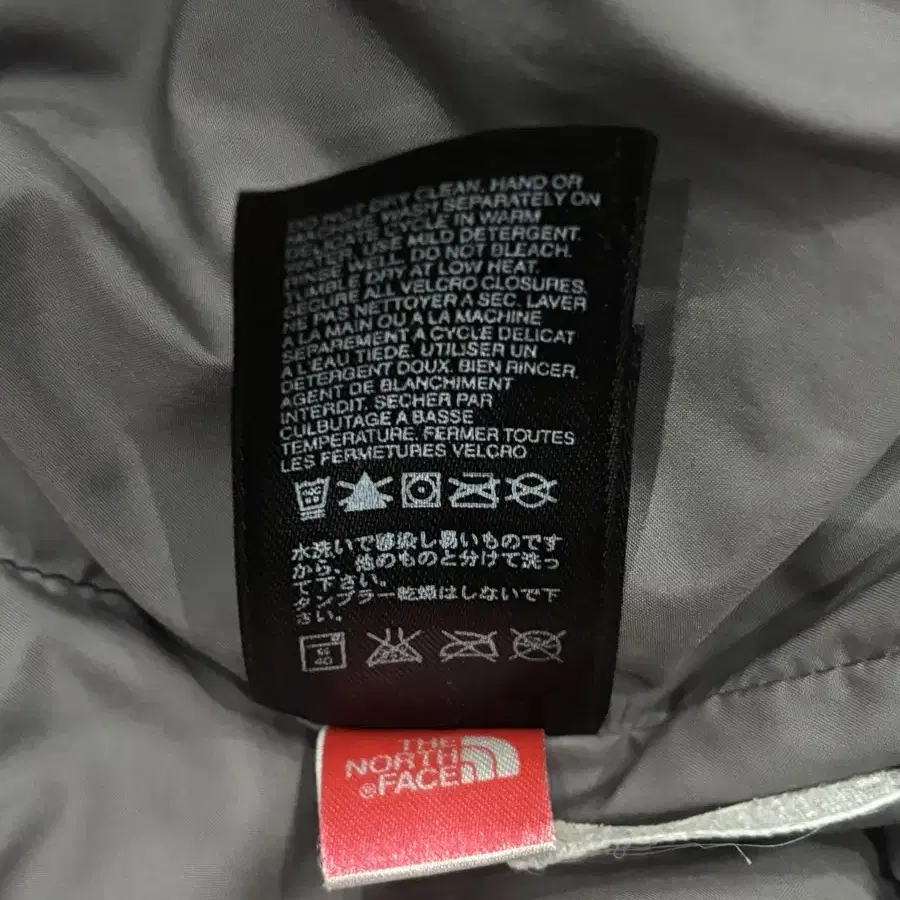 DO NOT DRY CLEAN. HAND OR
MACHINE WASH SEPARATELY ON
DELICATE CYCLE IN WARM
WATER. USE MILD DETERGENT.
RINSE WELL. DO NOT BLEACH.
TUMBLE DRY AT LOW HEAT.
SECURE ALL VELCRO CLOSURES.
NE PAS NETTOYER A SEC. LAVER
A LA MAIN OU A LA MACHINE
SEPAREMENT A CYCLE DELICAT
A L'EAU TIEDE. UTILISER UN
DETERGENT DOUX. BIEN RINCER.
AGENT DE BLANCHIMENT
INTERDIT. SECHER PAR
CULBUTAGE A BASSE
TEMPERATURE. FERMER TOUTES
LES FERMETURES VELCRO
水洗いで移染し易いものです
から、他のものと分けて洗っ
て下さい。
タンブラー乾燥はしないで下
さい。
40
THE
NORTH
®FACE